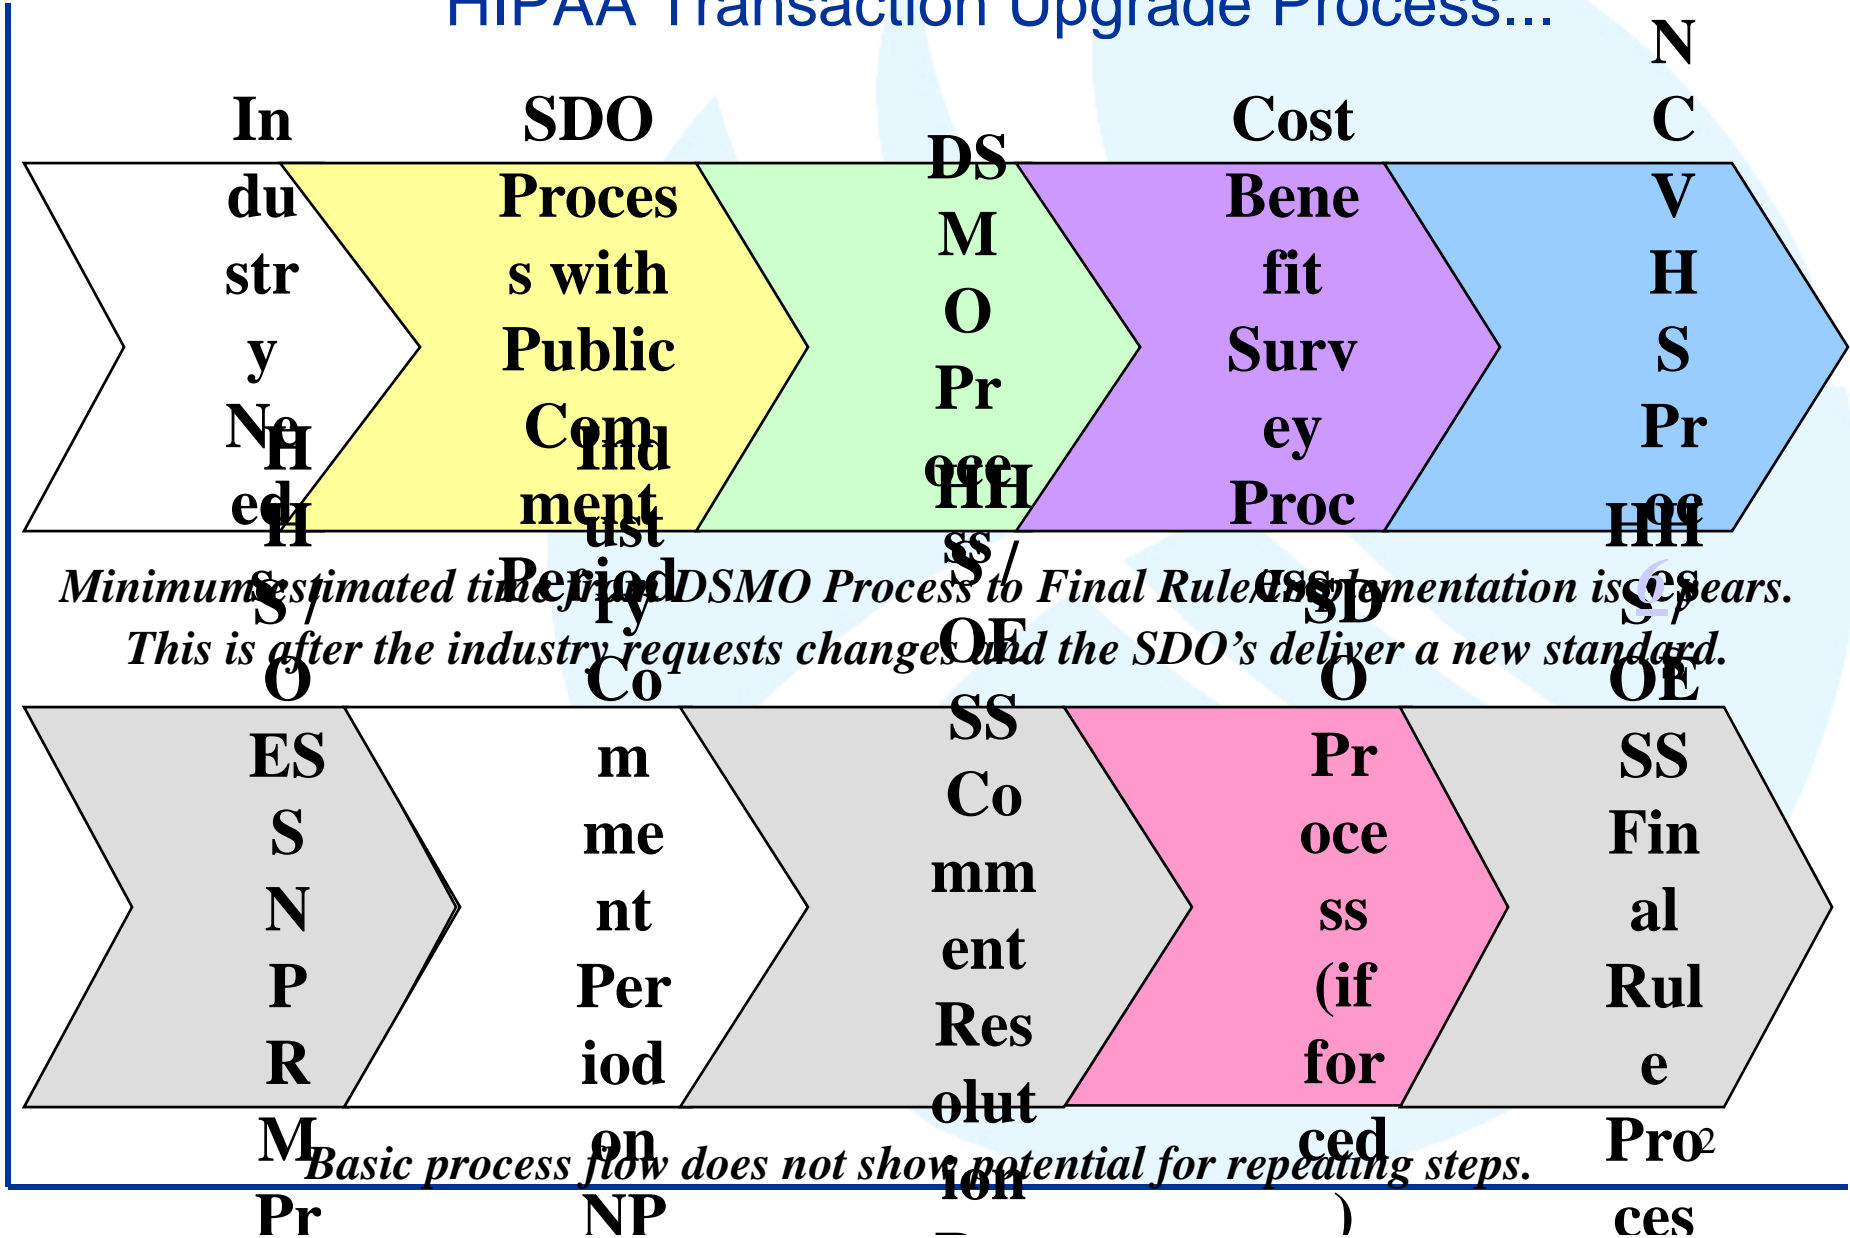 HIPAA Transaction Upgrade Process...
In
du
str
y
Ne
ed
s
SDO
Proces
s with
Public
Com
ment
Period
DS
M
O
Pr
oce
ss
Cost
Bene
fit
Surv
ey
Proc
ess
N
C
V
H
S
Pr
oc
es
s
Minimum estimated time from DSMO Process to Final Rule/Implementation is 6 years.
This is after the industry requests changes and the SDO’s deliver a new standard.
H
H
S /
O
ES
S
N
P
R
M
Pr
Ind
ust
ry
Co
m
me
nt
Per
iod
on
NP
HH
S /
OE
SS
Co
mm
ent
Res
olut
ion
SD
O
Pr
oce
ss
(if
for
ced
)
HH
S /
OE
SS
Fin
al
Rul
e
Pro
ces
Basic process flow does not show potential for repeating steps.
2